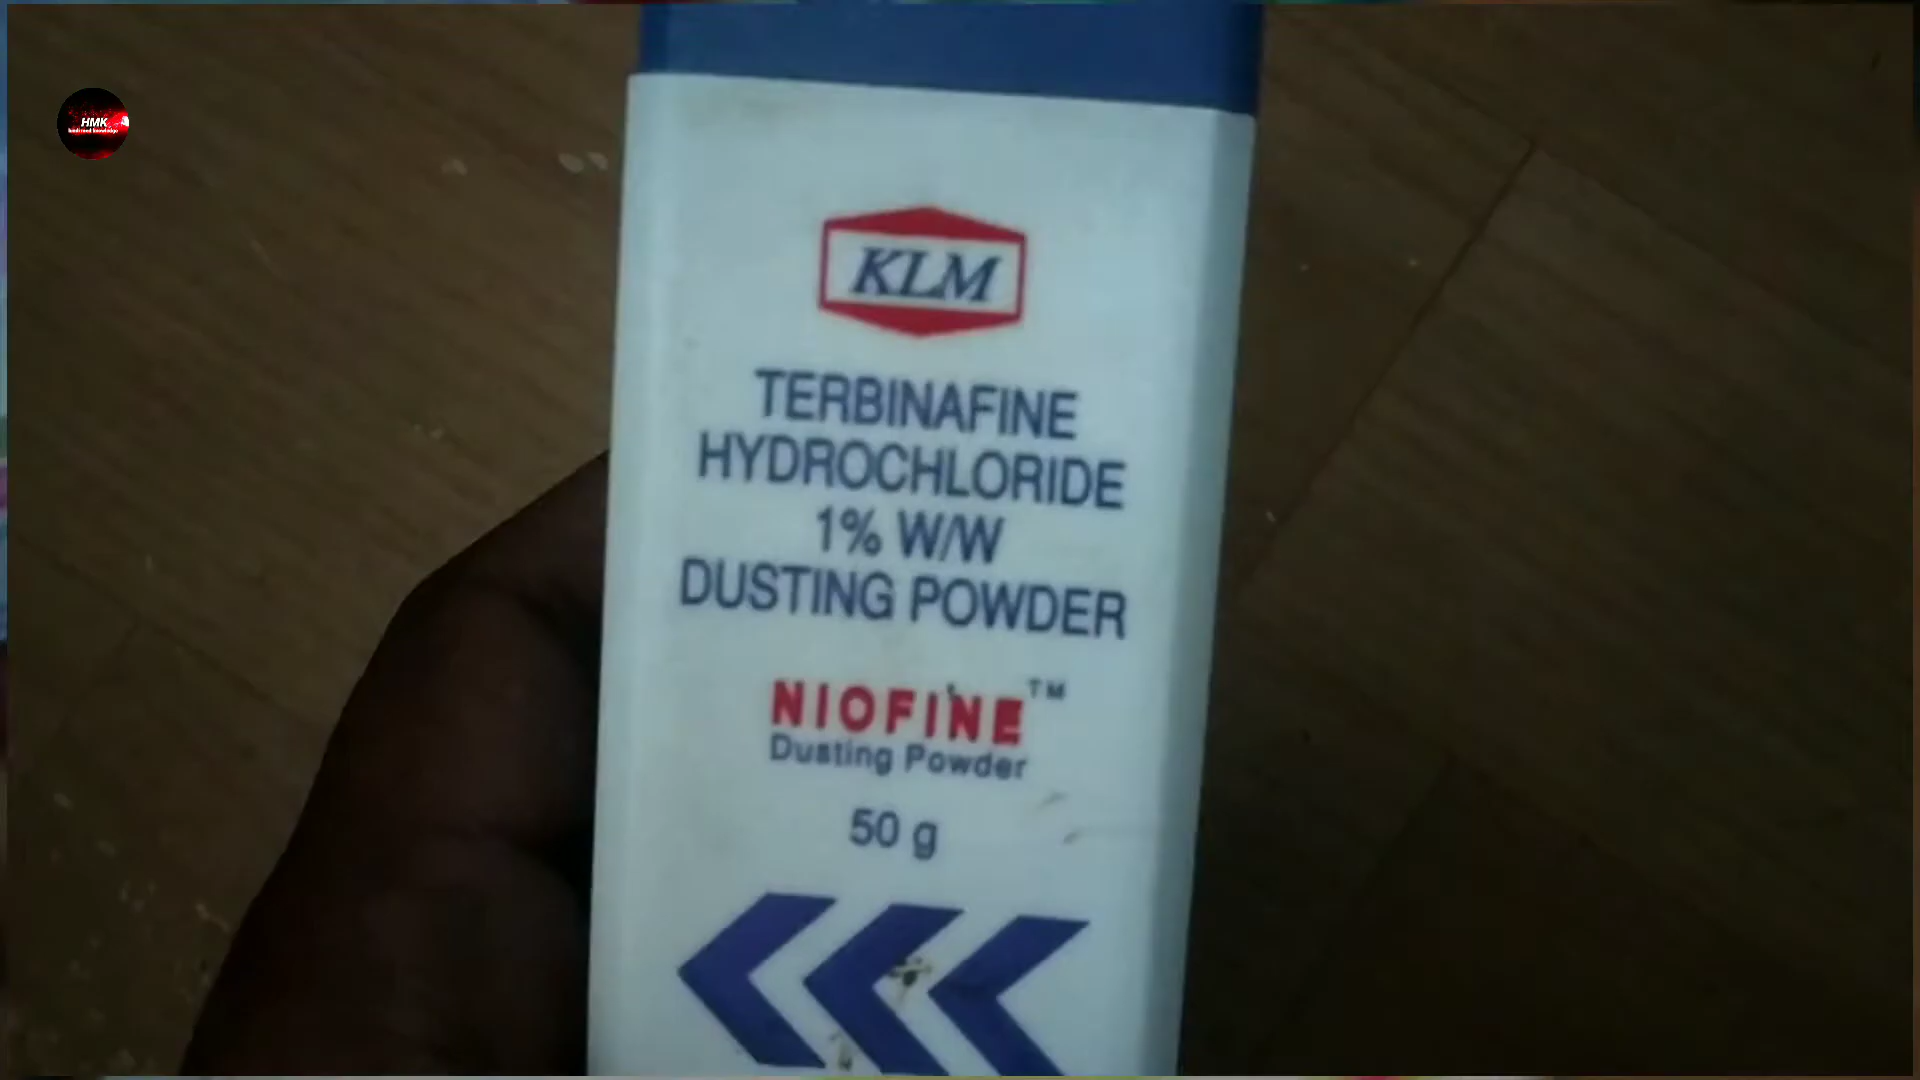 HMK
KLM
TERBINAFINE
HYDROCHLORIDE
1% W/W
DUSTING POWDER
NIOFINE™
Dusting Powder
50 g